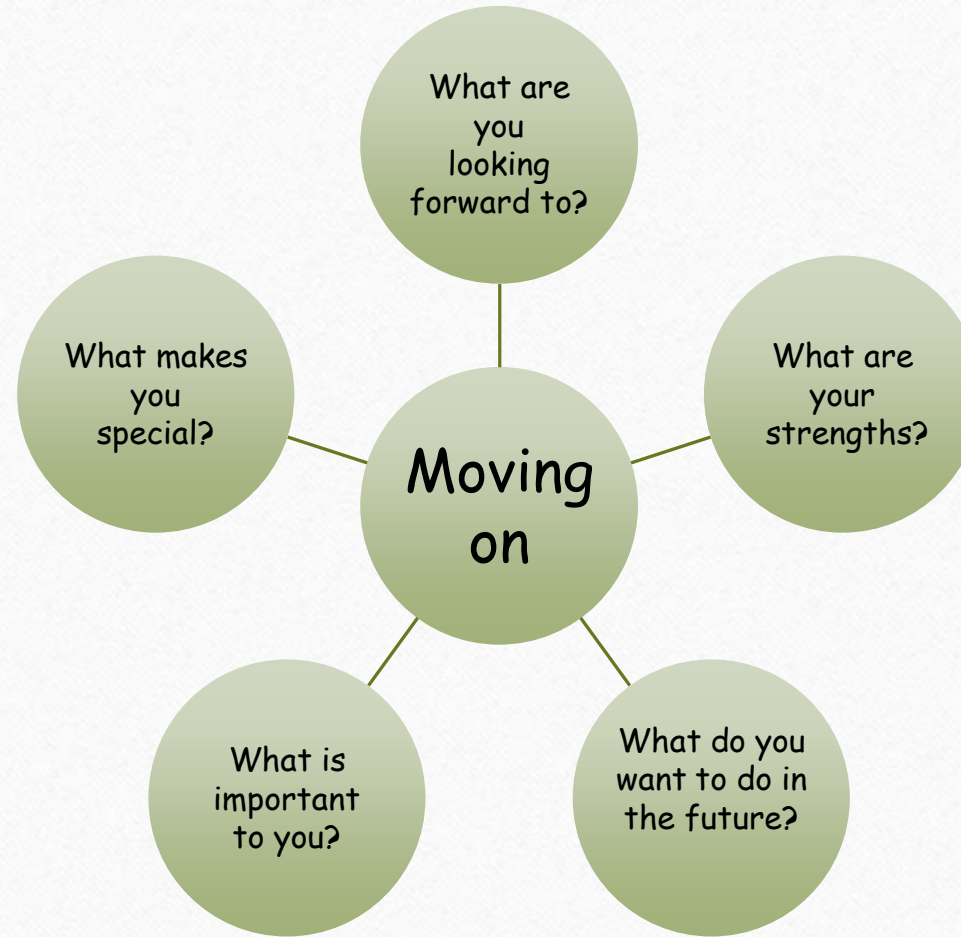 What are
you
looking
forward to?
What makes
you
special?
What are
your
strengths?
Moving
on
What is
important
to you?
What do you
want to do in
the future?